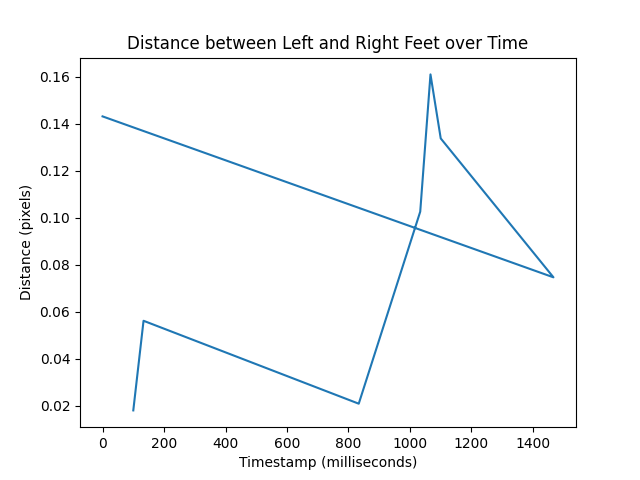 Distance between Left and Right Feet over Time
Distance (pixels)
0.16
0.14
0.12
0.10
0.08
0.06
0.04
0.02
0 200 400 600 800 1000 1200 1400
Timestamp (milliseconds)